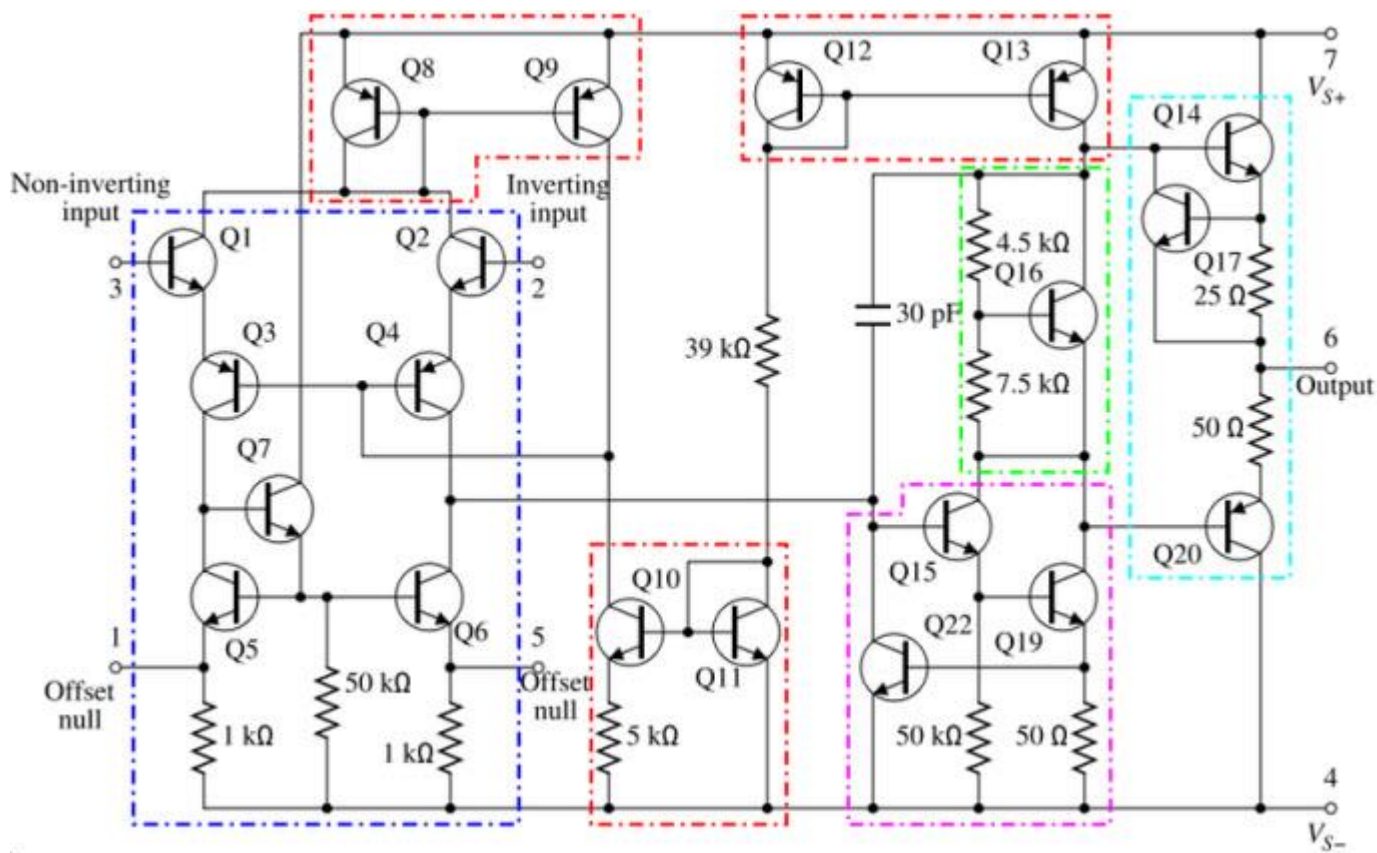 Q8
Q9
Q12
Q13
7
V_S+
Q14
Non-inverting
input
Inverting
input
Q1
Q2
3
2
4.5 kΩ
Q16
Q17
25 Ω
30 pF
6
Output
Q3
Q4
39 kΩ
7.5 kΩ
50 Ω
Q7
Q15
Q20
Q10
Q22
Q19
1
Q5
Q6
5
Q11
Offset
null
50 kΩ
Offset
null
1 kΩ
1 kΩ
5 kΩ
50 kΩ
50 Ω
4
V_S−